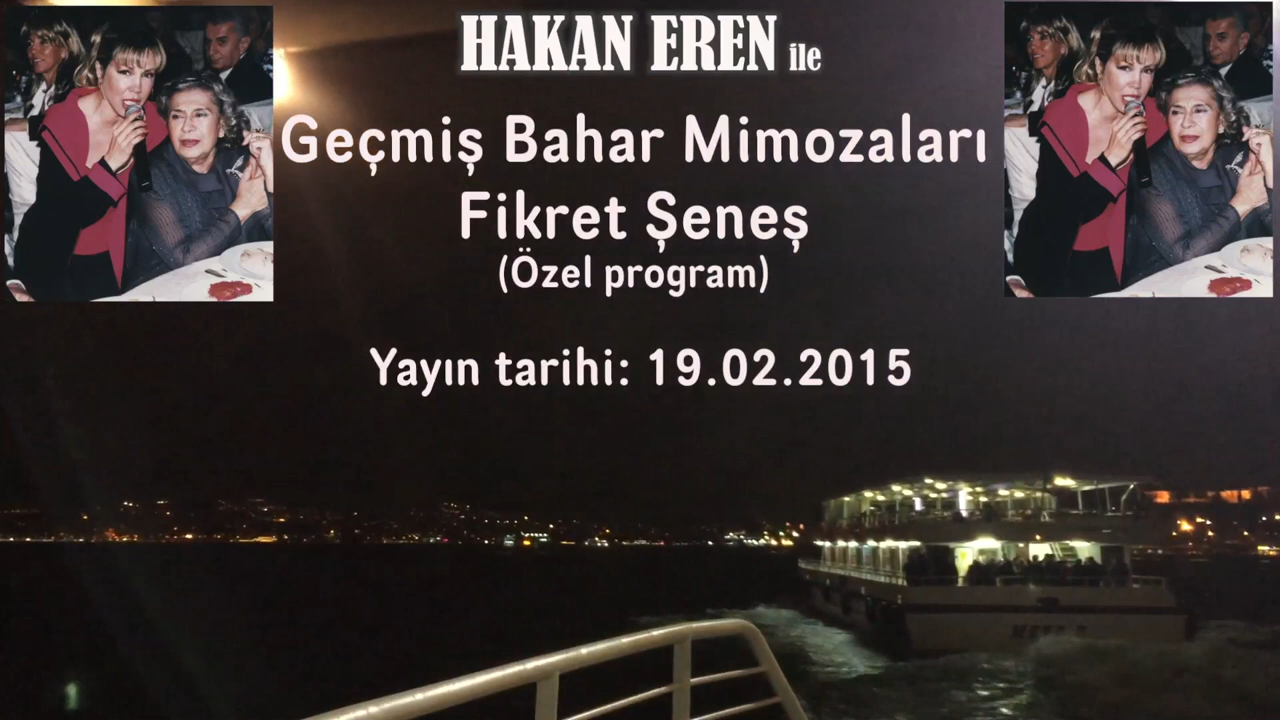 HAKAN EREN ile
Geçmiş Bahar Mimozaları
Fikret Şeneş
(Özel program)
Yayın tarihi: 19.02.2015